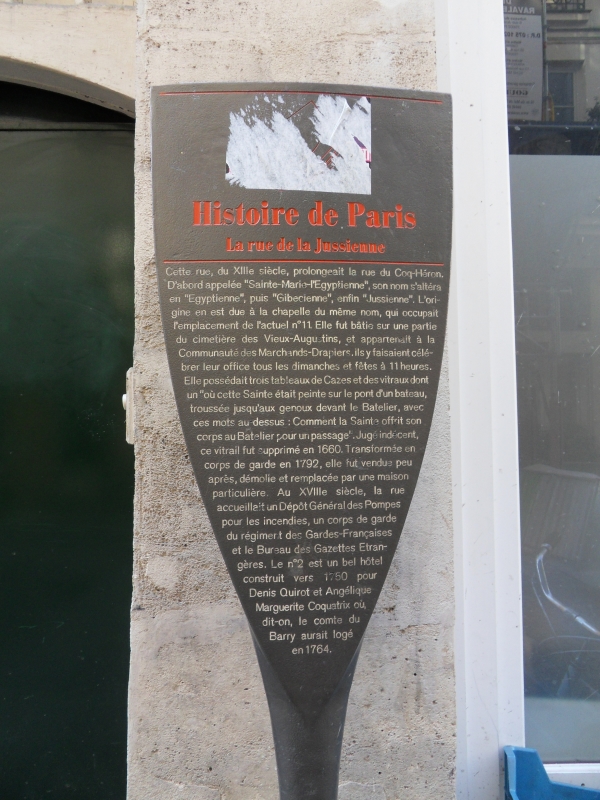 Histoire de Paris
La rue de la Jussienne
Cette rue, du XIIIe siècle, prolongeait la rue du Coq-Héron.
D'abord appelée "Sainte-Marie-l'Egyptienne", son nom s'altéra
en "Egyptienne", puis "Gibecienne", enfin "Jussienne". L'ori-
gine en est due à la chapelle du même nom, qui occupait
l'emplacement de l'actuel n°11. Elle fut bâtie sur une partie
du cimetière des Vieux-Augustins, et appartenait à la
Communauté des Marchands-Drapiers. ils y faisaient célé-
brer leur office tous les dimanches et fêtes à 11 heures.
Elle possédait trois tableaux de Cazes et des vitraux dont
un "où cette Sainte était peinte sur le pont d'un bateau,
troussée jusqu'aux genoux devant le Batelier, avec
ces mots au dessus : Comment la Sainte offrit son
corps au Batelier pour un passage". Jugé indécent,
ce vitrail fut supprimé en 1660. Transformée en
corps de garde en 1792, elle fut vendue peu
après, démolie et remplacée par une maison
particulière. Au XVIIIe siècle, la rue
accueillait un Dépôt Général des Pompes
pour les incendies, un corps de garde
du régiment des Gardes-Françaises
et le Bureau des Gazettes Etran-
gères. Le n°2 est un bel hôtel
construit vers 1750 pour
Denis Quirot et Angélique
Marguerite Coquatrix où,
dit-on, le comte du
Barry aurait logé
en 1764.